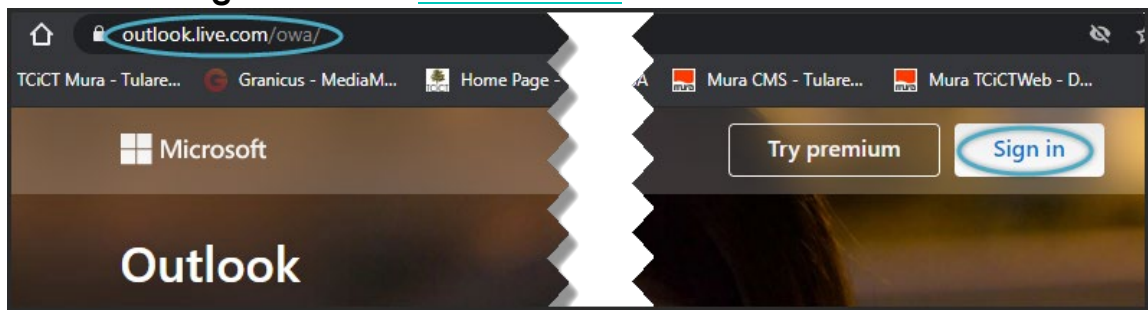 outlook.live.com/owa/
TCiCT Mura - Tulare... Granicus - MediaM... Home Page - A Mura CMS - Tulare... Mura TCiCTWeb - D...
Microsoft Try premium Sign in
Outlook